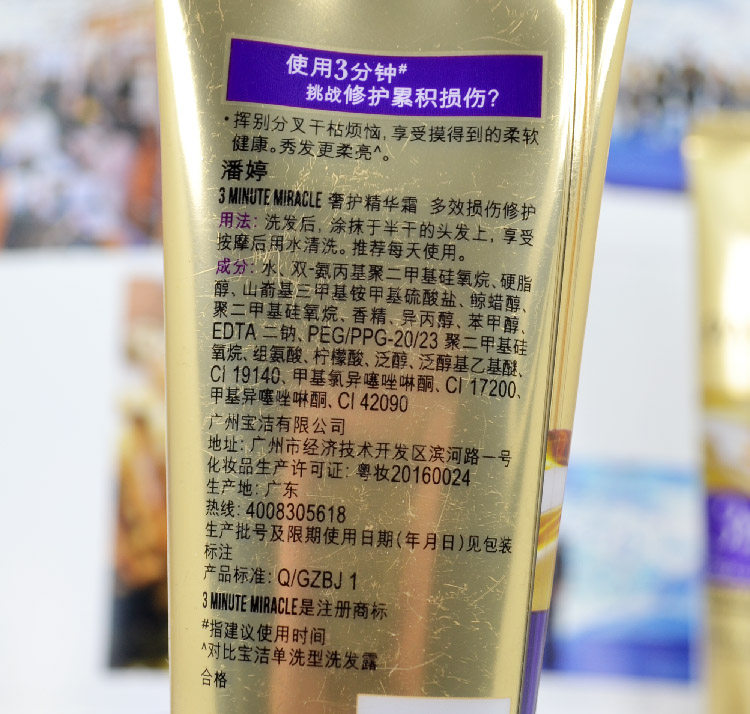 使用3分钟#
挑战修护累积损伤?
·挥别分叉干枯烦恼,享受摸得到的柔软
健康。秀发更柔亮^。
潘婷
3 MINUTE MIRACLE 奢护精华霜 多效损伤修护
用法:洗发后,涂抹于半干的头发上,享受
按摩后用水清洗。推荐每天使用。
成分:水、双-氨丙基聚二甲基硅氧烷、硬脂
醇、山嵛基三甲基铵甲基硫酸盐、鲸蜡醇、
聚二甲基硅氧烷、香精、异丙醇、苯甲醇、
EDTA 二钠、PEG/PPG-20/23 聚二甲基硅
氧烷、组氨酸、柠檬酸、泛醇、泛醇基乙基醚、
CI 19140、甲基氯异噻唑啉酮、CI 17200、
甲基异噻唑啉酮、CI 42090
广州宝洁有限公司
地址:广州市经济技术开发区滨河路一号
化妆品生产许可证:粤妆20160024
生产地:广东
热线:4008305618
生产批号及限期使用日期(年月日)见包装
标注
产品标准:Q/GZBJ 1
3 MINUTE MIRACLE是注册商标
#指建议使用时间
^对比宝洁单洗型洗发露
合格